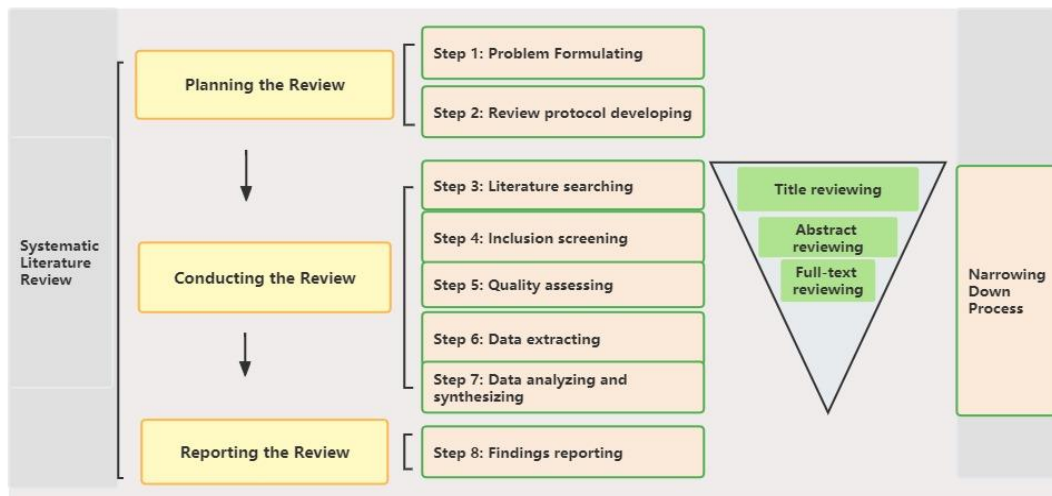 Systematic
Literature
Review
Planning the Review
Step 1: Problem Formulating
Step 2: Review protocol developing
Conducting the Review
Step 3: Literature searching
Step 4: Inclusion screening
Step 5: Quality assessing
Step 6: Data extracting
Step 7: Data analyzing and
synthesizing
Title reviewing
Abstract
reviewing
Full-text
reviewing
Narrowing
Down
Process
Reporting the Review
Step 8: Findings reporting